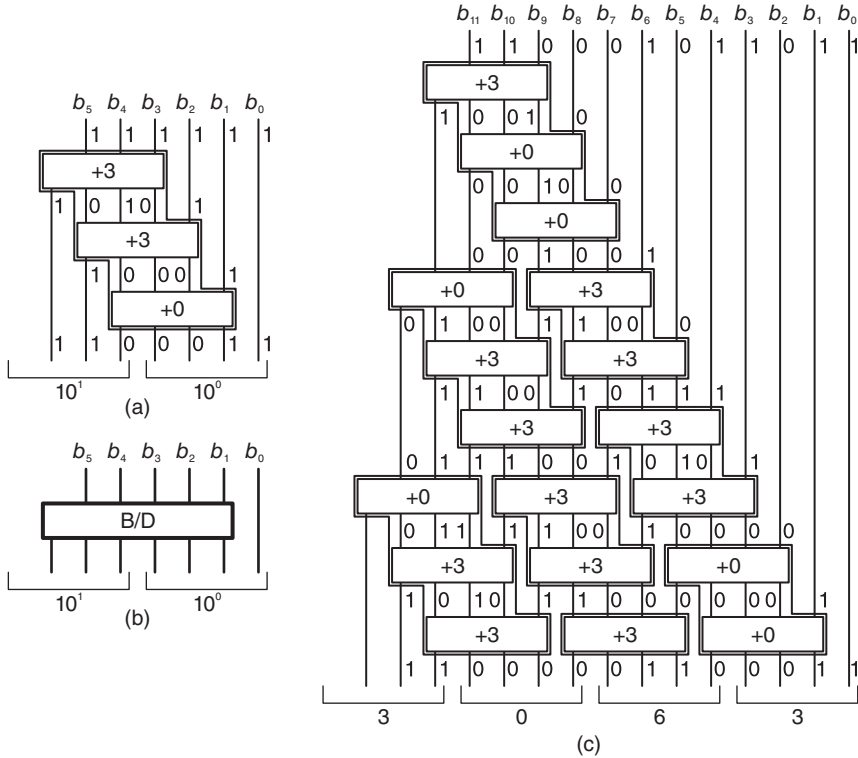 b5 b4 b3 b2 b1 b0
1 1 1 1 1 1
+3
1 0 1 0 1
+3
1 0 0 0 1
+0
1 1 0 0 0 1 1
10¹ 10⁰
(a)
b5 b4 b3 b2 b1 b0
B/D
10¹ 10⁰
(b)
b11 b10 b9 b8 b7 b6 b5 b4 b3 b2 b1 b0
1 1 0 0 0 1 0 1 1 0 1 1
+3
1 0 0 1 0
+0
0 0 1 0 0
+0
0 0 1 0 0 1
+0 +3
0 1 0 0 1 1 0 0 0
+3 +3
1 1 0 0 1 0 1 1 1
+3 +3
0 1 1 1 0 0 1 0 1 0 1
+0 +3 +3
0 1 1 1 1 0 0 1 0 0 0 0
+3 +3 +0
1 0 1 0 1 1 0 0 0 0 0 0 1
+3 +3 +0
1 1 0 0 0 0 0 1 1 0 0 0 1 1
3 0 6 3
(c)